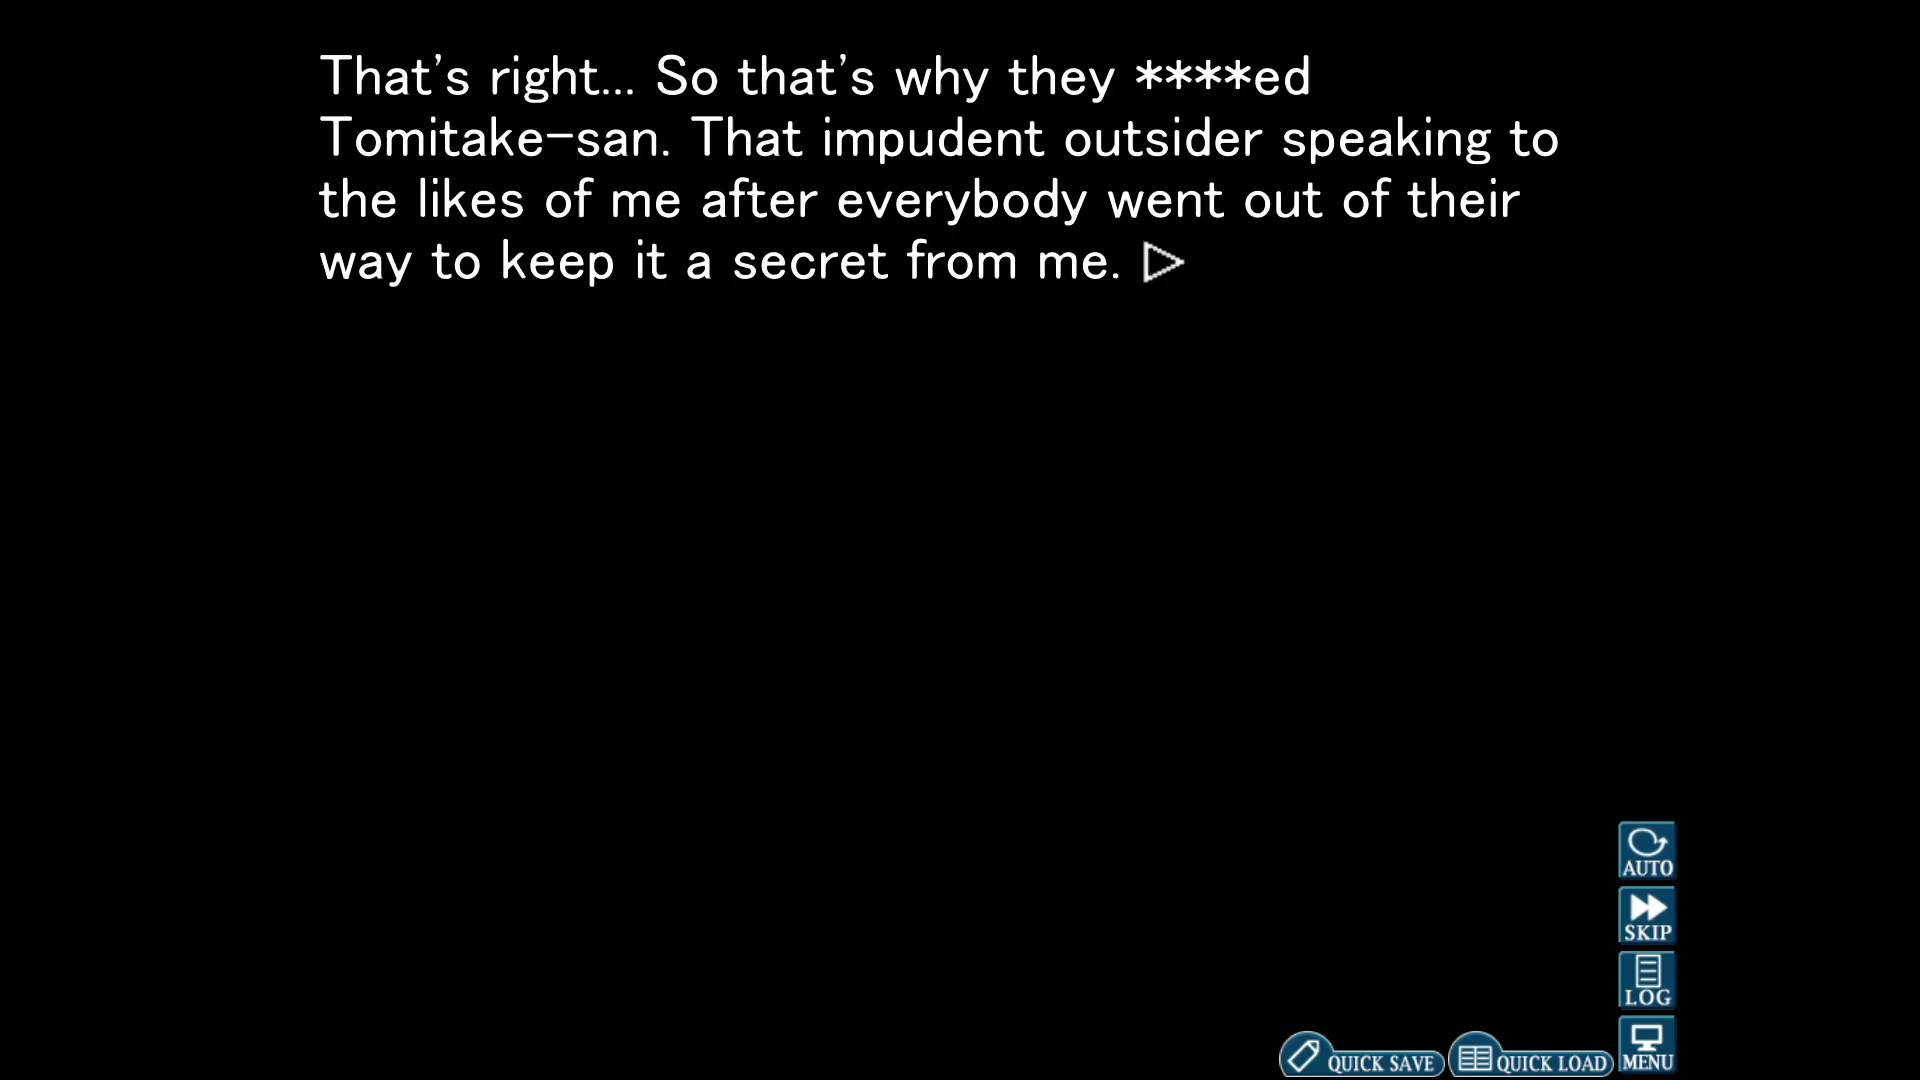 That's right... So that's why they ****ed
Tomitake-san. That impudent outsider speaking to
the likes of me after everybody went out of their
way to keep it a secret from me.
AUTO
SKIP
LOG
QUICK SAVE
QUICK LOAD
MENU